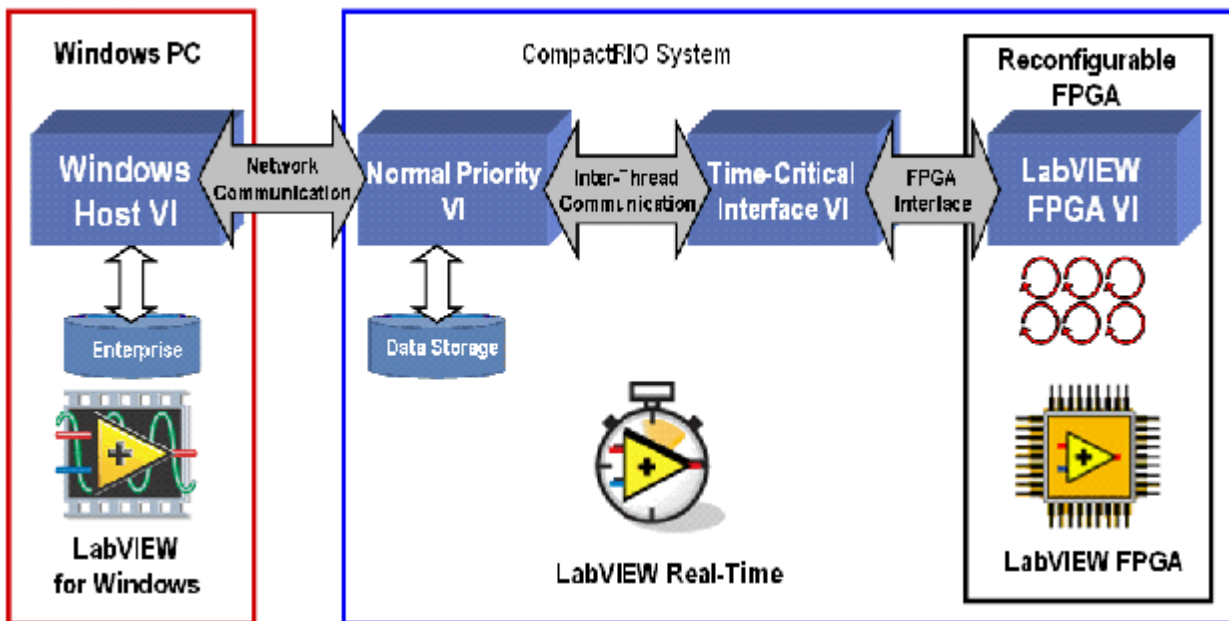 Windows PC
CompactRIO System
Reconfigurable
FPGA
Windows
Host VI
Network
Communication
Normal Priority
VI
Inter-Thread
Communication
Time-Critical
Interface VI
FPGA
Interface
LabVIEW
FPGA VI
Enterprise
Data Storage
LabVIEW
for Windows
LabVIEW Real-Time
LabVIEW FPGA